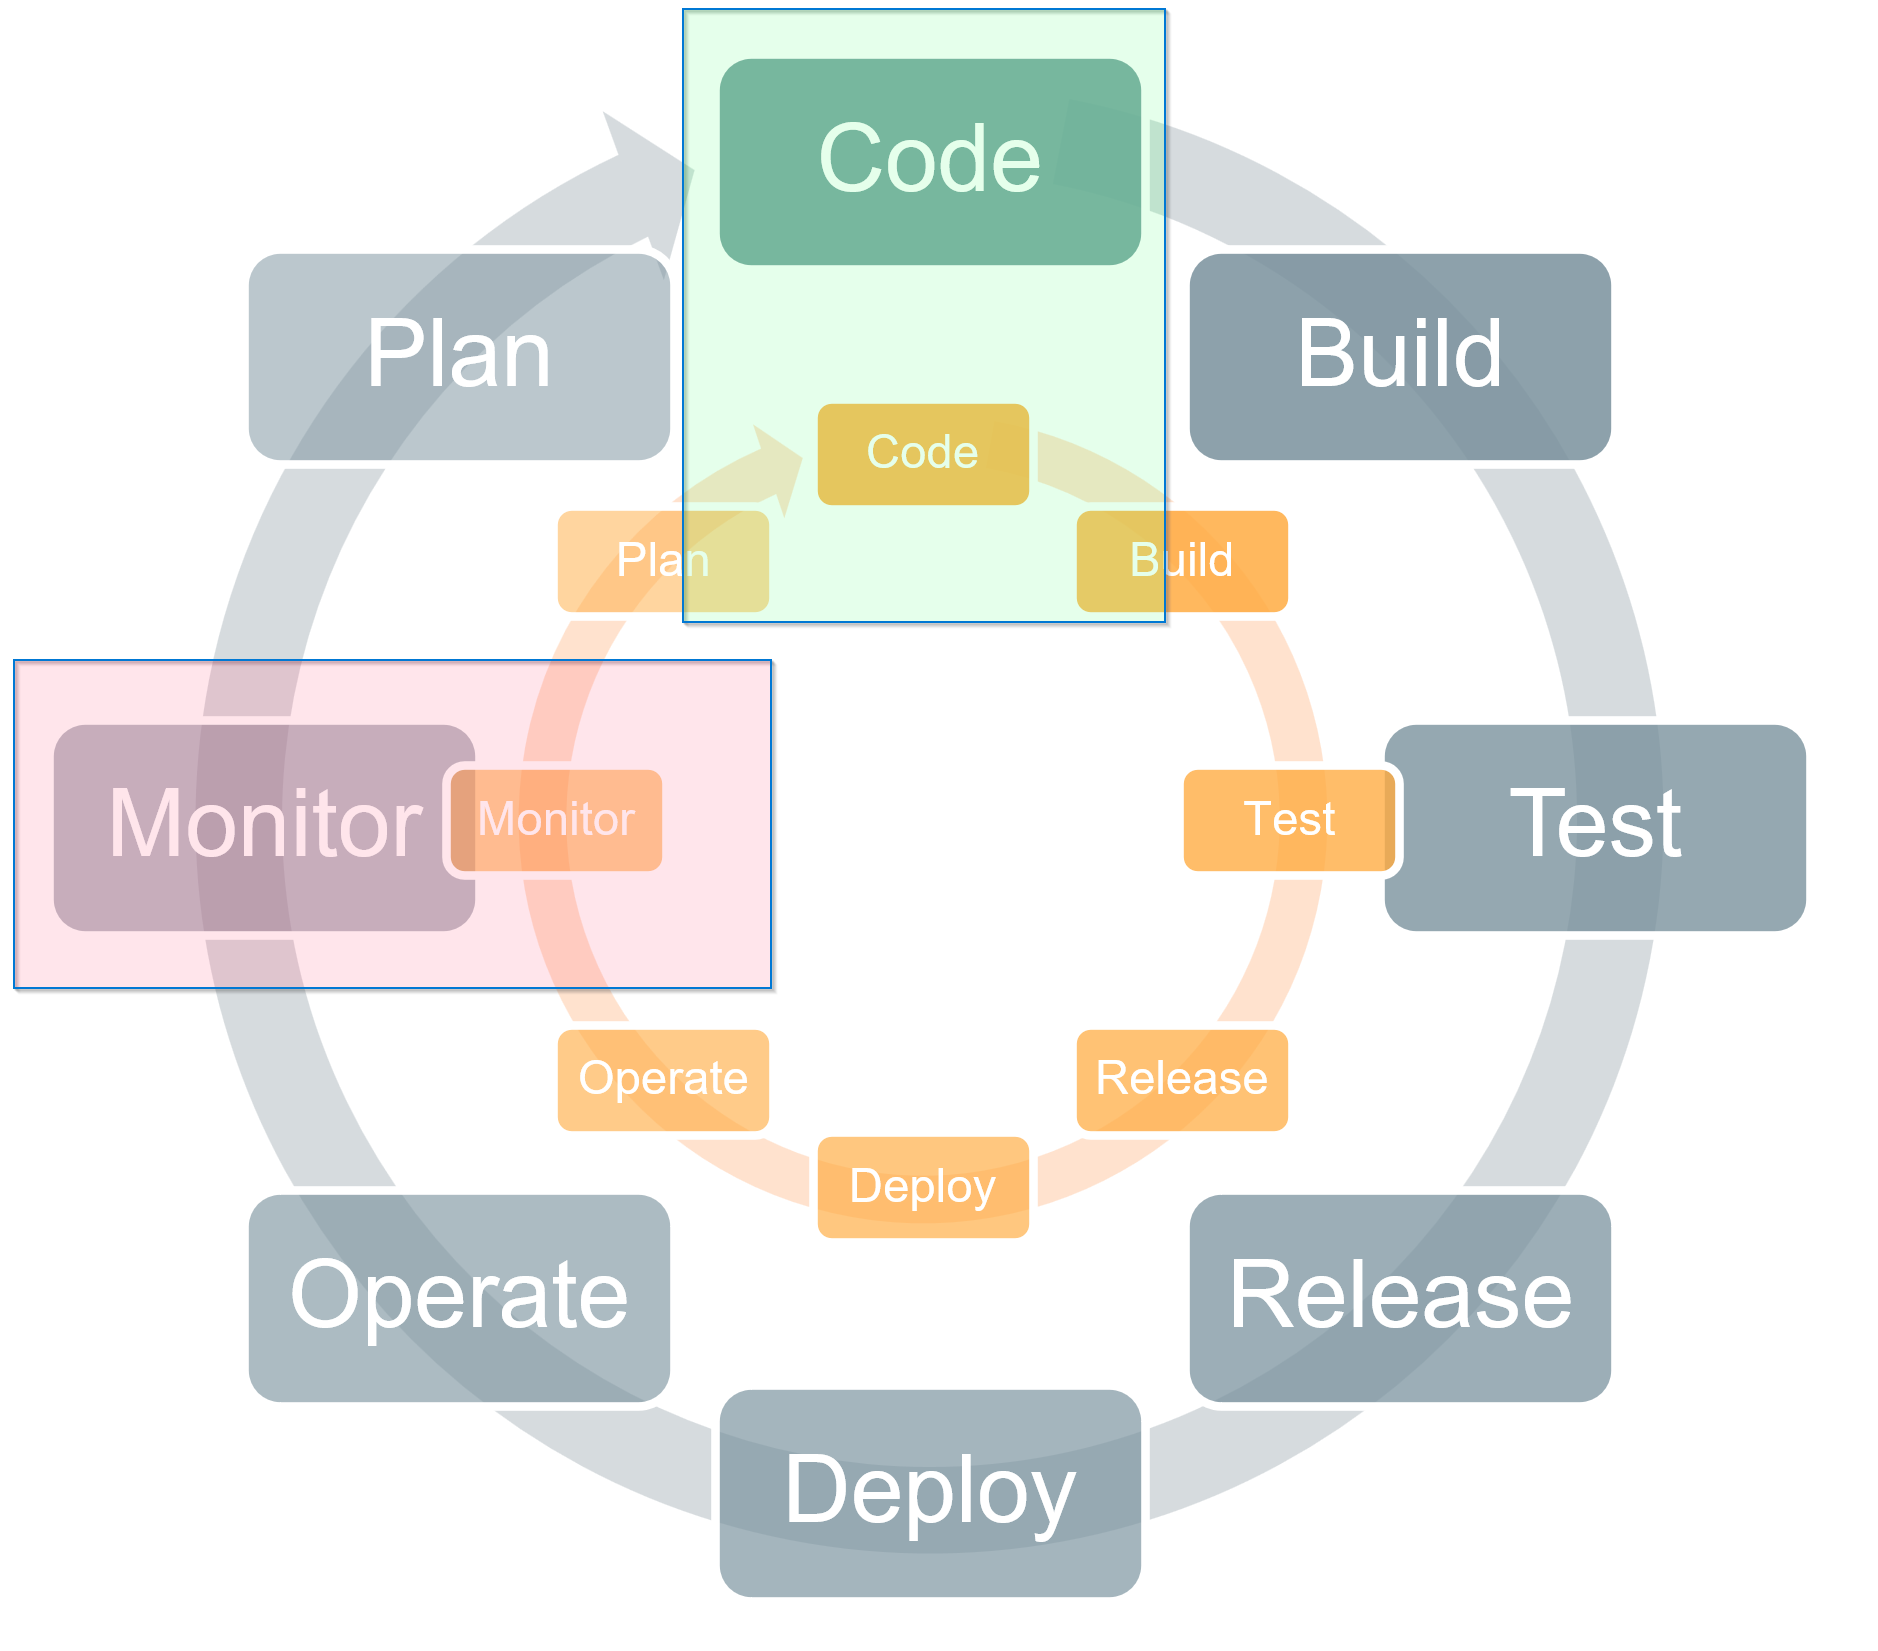 Code
Plan
Build
Code
Plan
Build
Monitor
Monitor
Test
Test
Operate
Release
Deploy
Operate
Release
Deploy